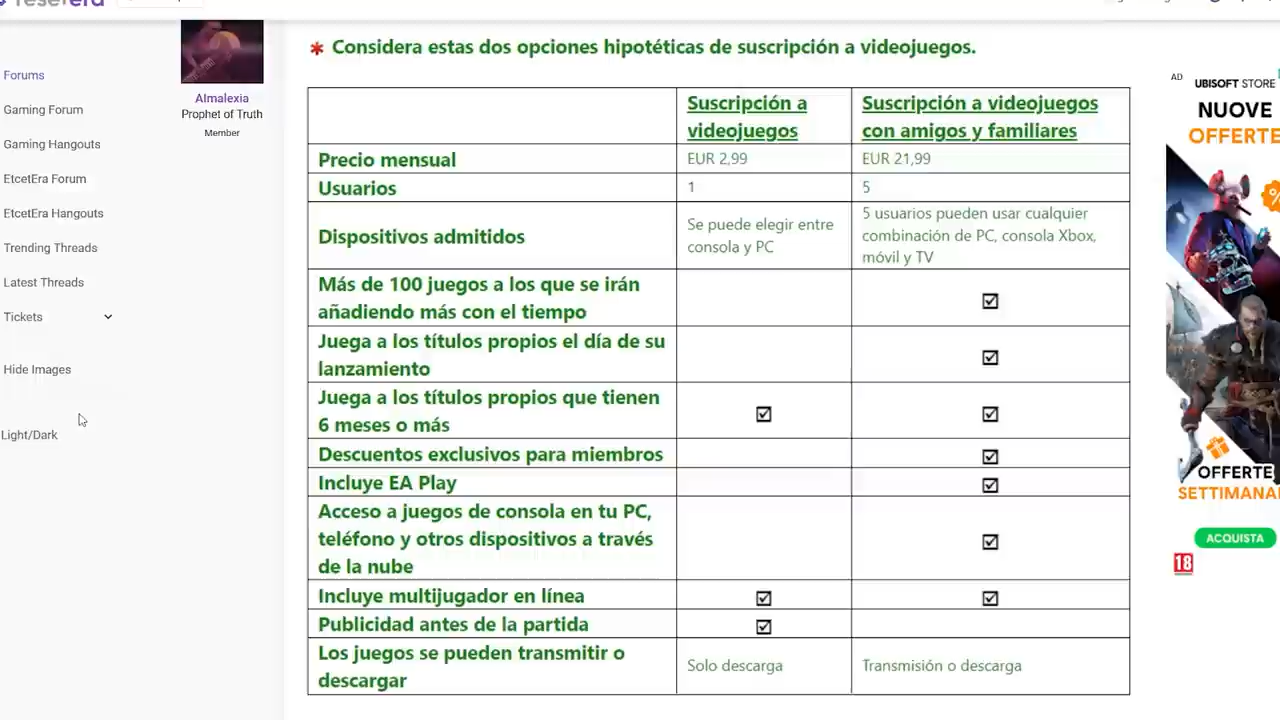 resetera
Forums
Gaming Forum
Gaming Hangouts
EtcetEra Forum
EtcetEra Hangouts
Trending Threads
Latest Threads
Tickets
Hide Images
Light/Dark
Almalexia
Prophet of Truth
Member
* Considera estas dos opciones hipotéticas de suscripción a videojuegos.
Suscripción a
videojuegos
Suscripción a videojuegos
con amigos y familiares
Precio mensual
EUR 2,99
EUR 21,99
Usuarios
1
5
Dispositivos admitidos
Se puede elegir entre
consola y PC
5 usuarios pueden usar cualquier
combinación de PC, consola Xbox,
móvil y TV
Más de 100 juegos a los que se irán
añadiendo más con el tiempo
Juega a los títulos propios el día de su
lanzamiento
Juega a los títulos propios que tienen
6 meses o más
Descuentos exclusivos para miembros
Incluye EA Play
Acceso a juegos de consola en tu PC,
teléfono y otros dispositivos a través
de la nube
Incluye multijugador en línea
Publicidad antes de la partida
Los juegos se pueden transmitir o
descargar
Solo descarga
Transmisión o descarga
AD
UBISOFT STORE
NUOVE
OFFERTE
%
OFFERTE
SETTIMANA
ACQUISTA
18